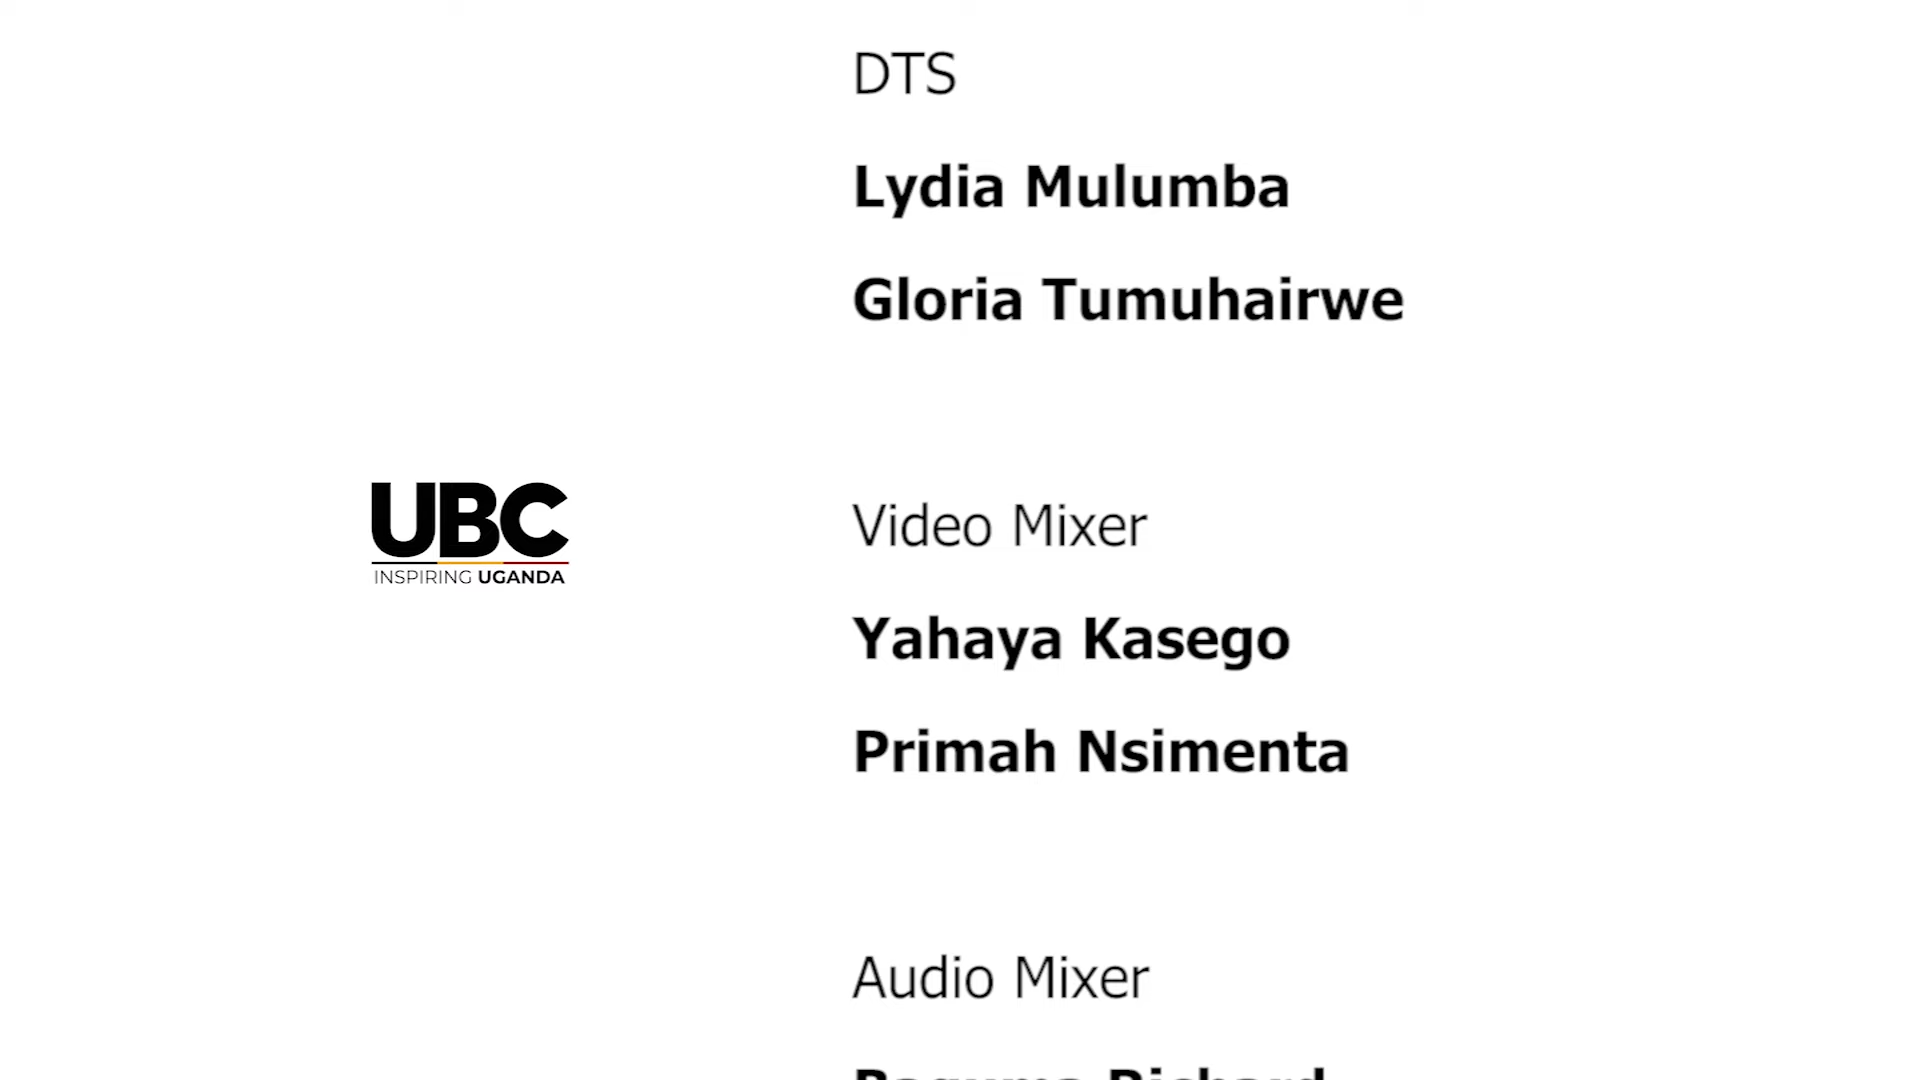 DTS
Lydia Mulumba
Gloria Tumuhairwe
UBC
INSPIRING UGANDA
Video Mixer
Yahaya Kasego
Primah Nsimenta
Audio Mixer